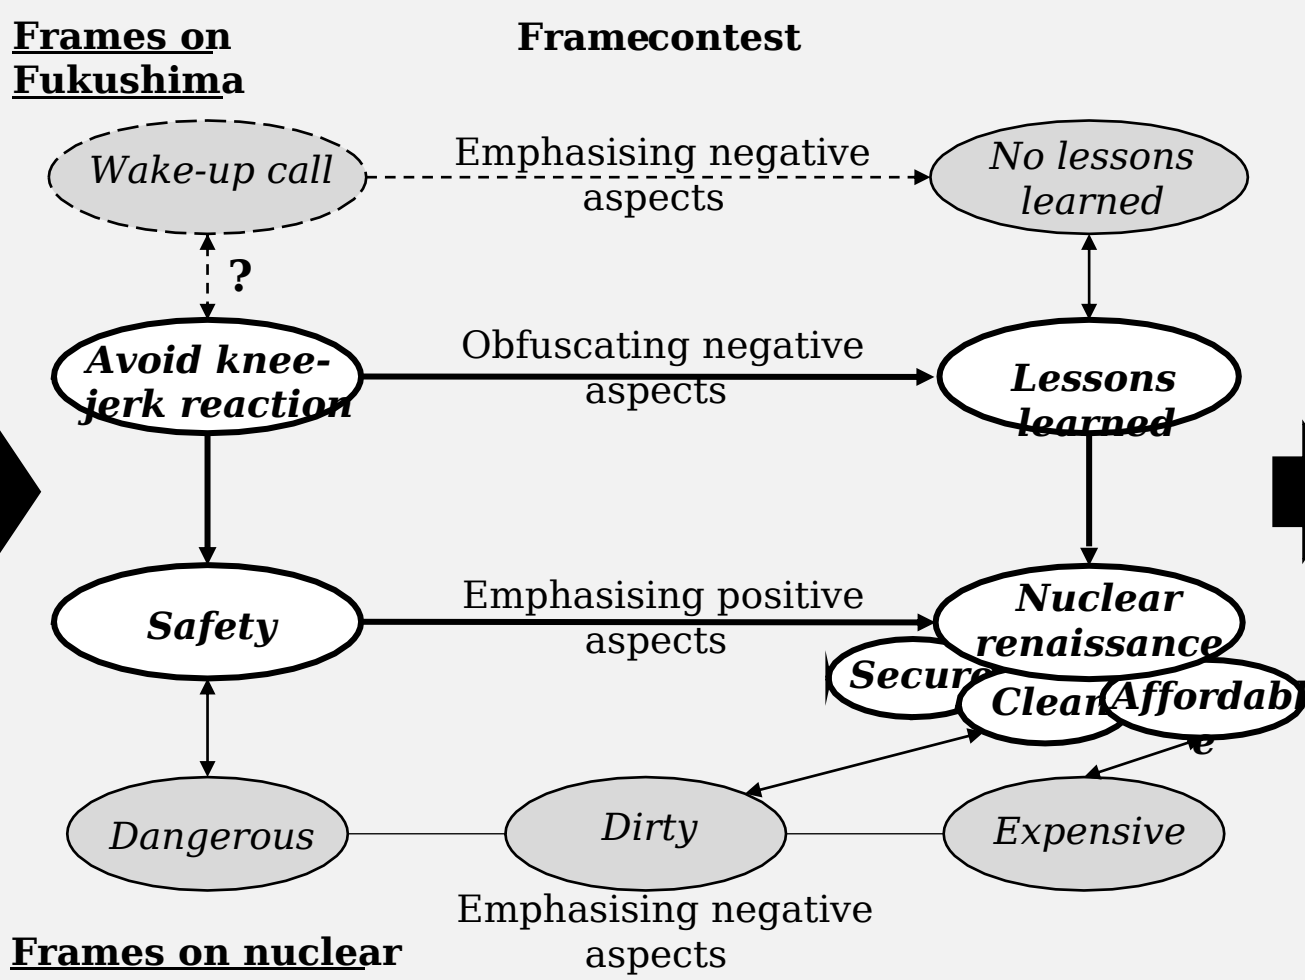 Frames on
Fukushima
Framecontest
Wake-up call
Emphasising negative
aspects
No lessons
learned
?
Avoid knee-
jerk reaction
Obfuscating negative
aspects
Lessons
learned
Safety
Emphasising positive
aspects
Nuclear
renaissance
Secure
Clean
Affordabl
e
Dangerous
Dirty
Expensive
Emphasising negative
aspects
Frames on nuclear